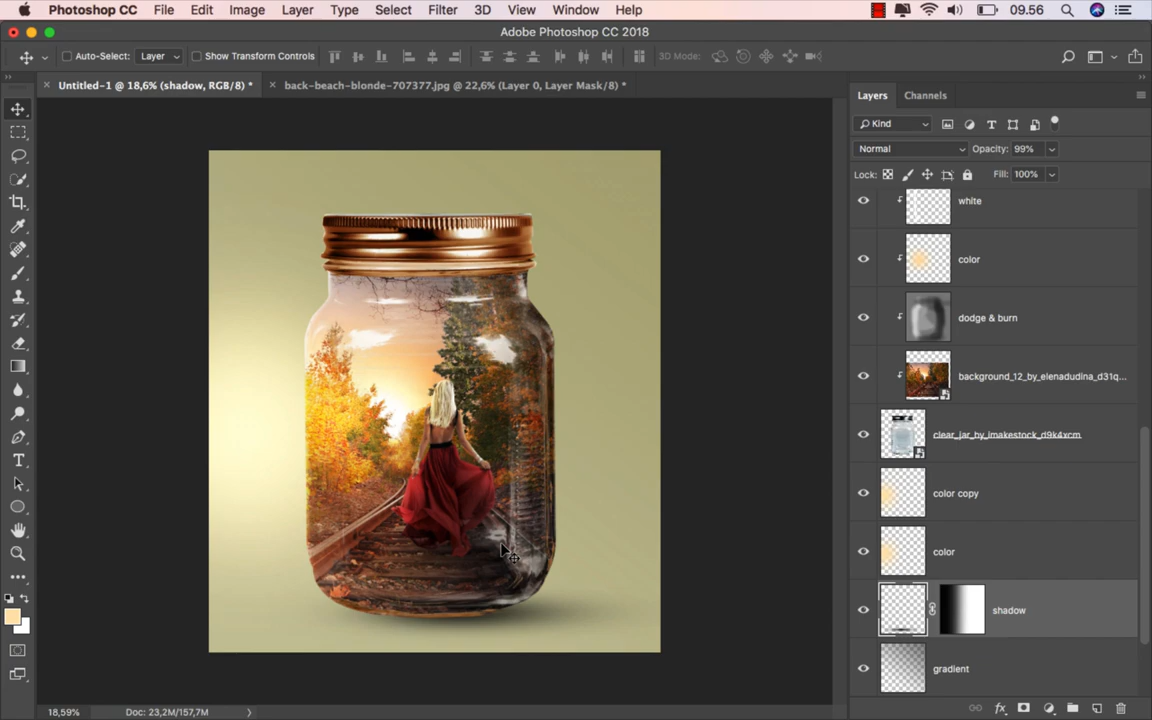 Photoshop CC File Edit Image Layer Type Select Filter 3D View Window Help 09.56
Adobe Photoshop CC 2018
Auto-Select: Layer Show Transform Controls 3D Mode:
Untitled-1 @ 18,6% (shadow, RGB/8) * back-beach-blonde-707377.jpg @ 22,6% (Layer 0, Layer Mask/8) *
Layers Channels
Kind
Normal Opacity: 99%
Lock: Fill: 100%
white
color
dodge & burn
background_12_by_elenadudina_d31q...
clear_jar_by_imakestock_d9k4xcm
color copy
color
shadow
gradient
18,59% Doc: 23,2M/157,7M